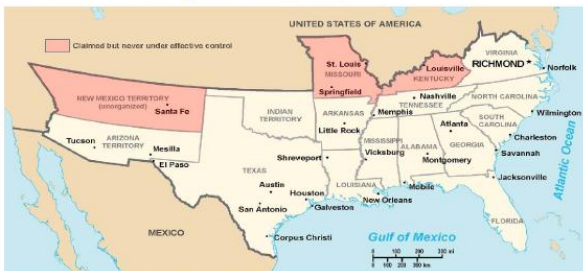 UNITED STATES OF AMERICA
Claimed but never under affective control
St. Louis
MISSOURI
Springfield
Louisville
KENTUCKY
VIRGINIA
RICHMOND
Norfolk
NEW MEXICO TERRITORY
(unorganized)
Santa Fe
INDIAN
TERRITORY
ARKANSAS
Little Rock
Nashville
TENNESSEE
Memphis
NORTH CAROLINA
Wilmington
SOUTH
CAROLINA
Charleston
Tucson
ARIZONA
TERRITORY
Mesilla
El Paso
Atlanta
GEORGIA
Savannah
MISSISSIPPI
ALABAMA
Vicksburg
Montgomery
Shreveport
TEXAS
Jacksonville
Austin
Houston
LOUISIANA
Mobile
New Orleans
San Antonio
Galveston
FLORIDA
Atlantic Ocean
MEXICO
Corpus Christi
Gulf of Mexico